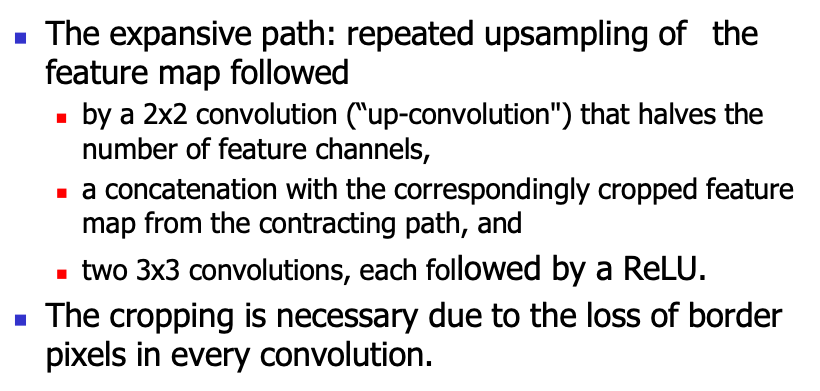 The expansive path: repeated upsampling of the
feature map followed
by a 2x2 convolution (“up-convolution") that halves the
number of feature channels,
a concatenation with the correspondingly cropped feature
map from the contracting path, and
two 3x3 convolutions, each followed by a ReLU.
The cropping is necessary due to the loss of border
pixels in every convolution.